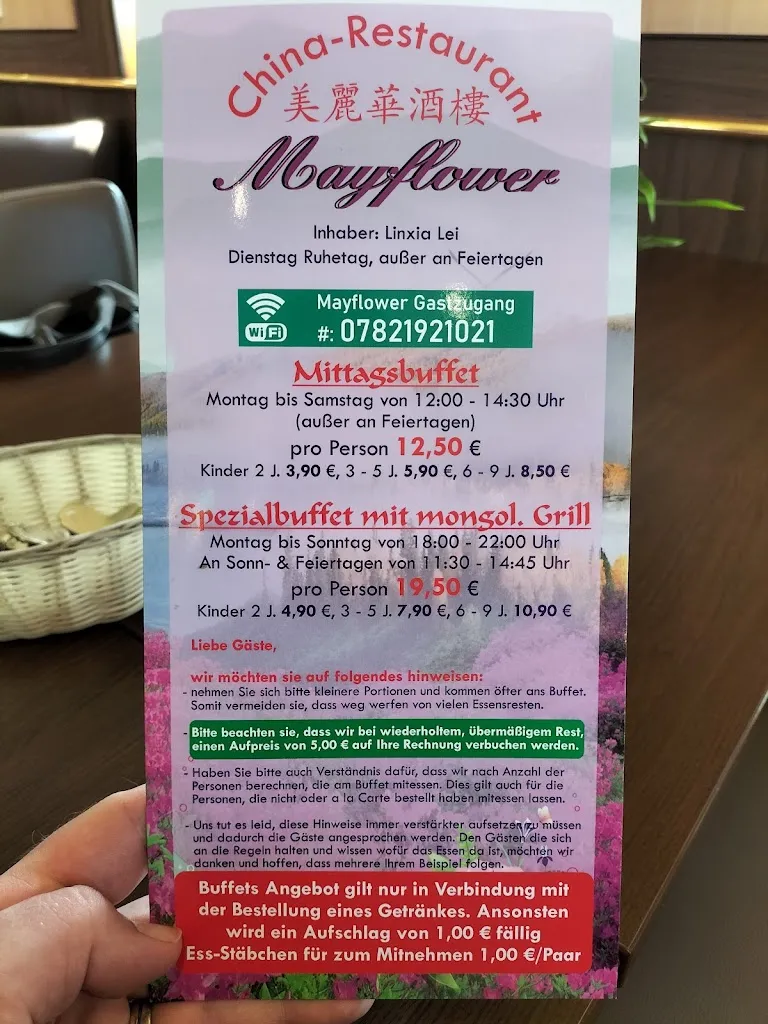 China-Restaurant
美麗華酒樓
Mayflower
Inhaber: Linxia Lei
Dienstag Ruhetag, außer an Feiertagen
Mayflower Gastzugang
WiFi #: 07821921021
Mittagsbuffet
Montag bis Samstag von 12:00 - 14:30 Uhr
(außer an Feiertagen)
pro Person 12,50 €
Kinder 2 J. 3,90 €, 3 - 5 J. 5,90 €, 6 - 9 J. 8,50 €
Spezialbuffet mit mongol. Grill
Montag bis Sonntag von 18:00 - 22:00 Uhr
An Sonn- & Feiertagen von 11:30 - 14:45 Uhr
pro Person 19,50 €
Kinder 2 J. 4,90 €, 3 - 5 J. 7,90 €, 6 - 9 J. 10,90 €
Liebe Gäste,
wir möchten sie auf folgendes hinweisen:
- nehmen Sie sich bitte kleinere Portionen und kommen öfter ans Buffet.
Somit vermeiden sie, dass weg werfen von vielen Essensresten.
- Bitte beachten sie, dass wir bei wiederholtem, übermäßigem Rest,
einen Aufpreis von 5,00 € auf Ihre Rechnung verbuchen werden.
- Haben Sie bitte auch Verständnis dafür, dass wir nach Anzahl der
Personen berechnen, die am Buffet mitessen. Dies gilt auch für die
Personen, die nicht oder a la Carte bestellt haben mitessen lassen.
- Uns tut es leid, diese Hinweise immer verstärkter aufsetzen zu müssen
und dadurch die Gäste angesprochen werden. Den Gästen die sich
an die Regeln halten und wissen wofür das Essen da ist, möchten wir
danken und hoffen, dass mehrere Ihrem Beispiel folgen.
Buffets Angebot gilt nur in Verbindung mit
der Bestellung eines Getränkes. Ansonsten
wird ein Aufschlag von 1,00 € fällig
Ess-Stäbchen für zum Mitnehmen 1,00 €/Paar